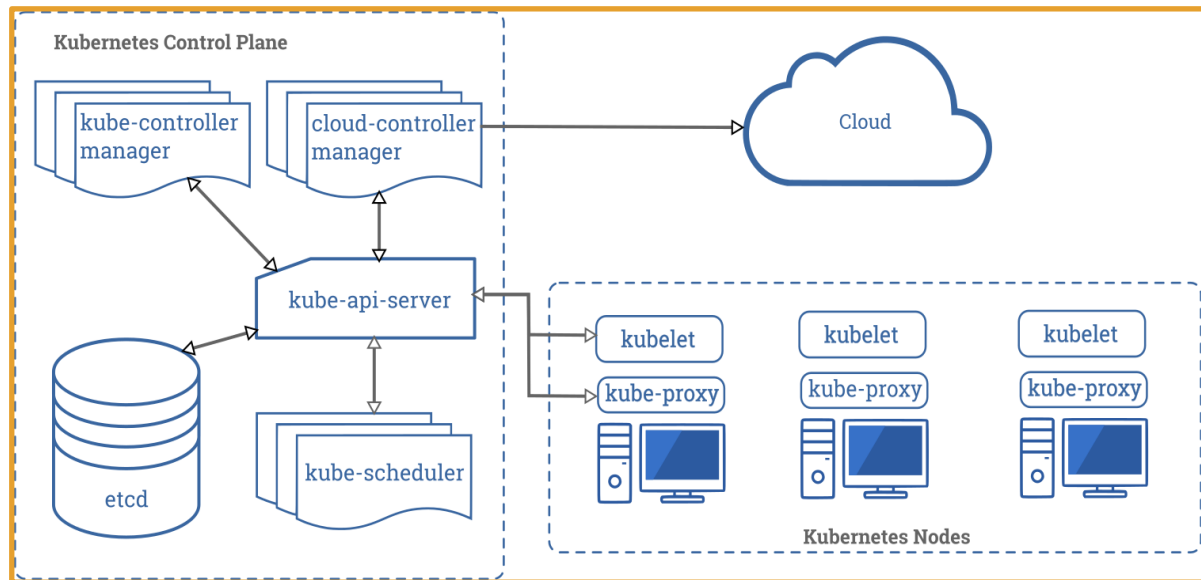 Kubernetes Control Plane
kube-controller
manager
cloud-controller
manager
Cloud
kube-api-server
kubelet
kubelet
kubelet
kube-proxy
kube-proxy
kube-proxy
kube-scheduler
etcd
Kubernetes Nodes